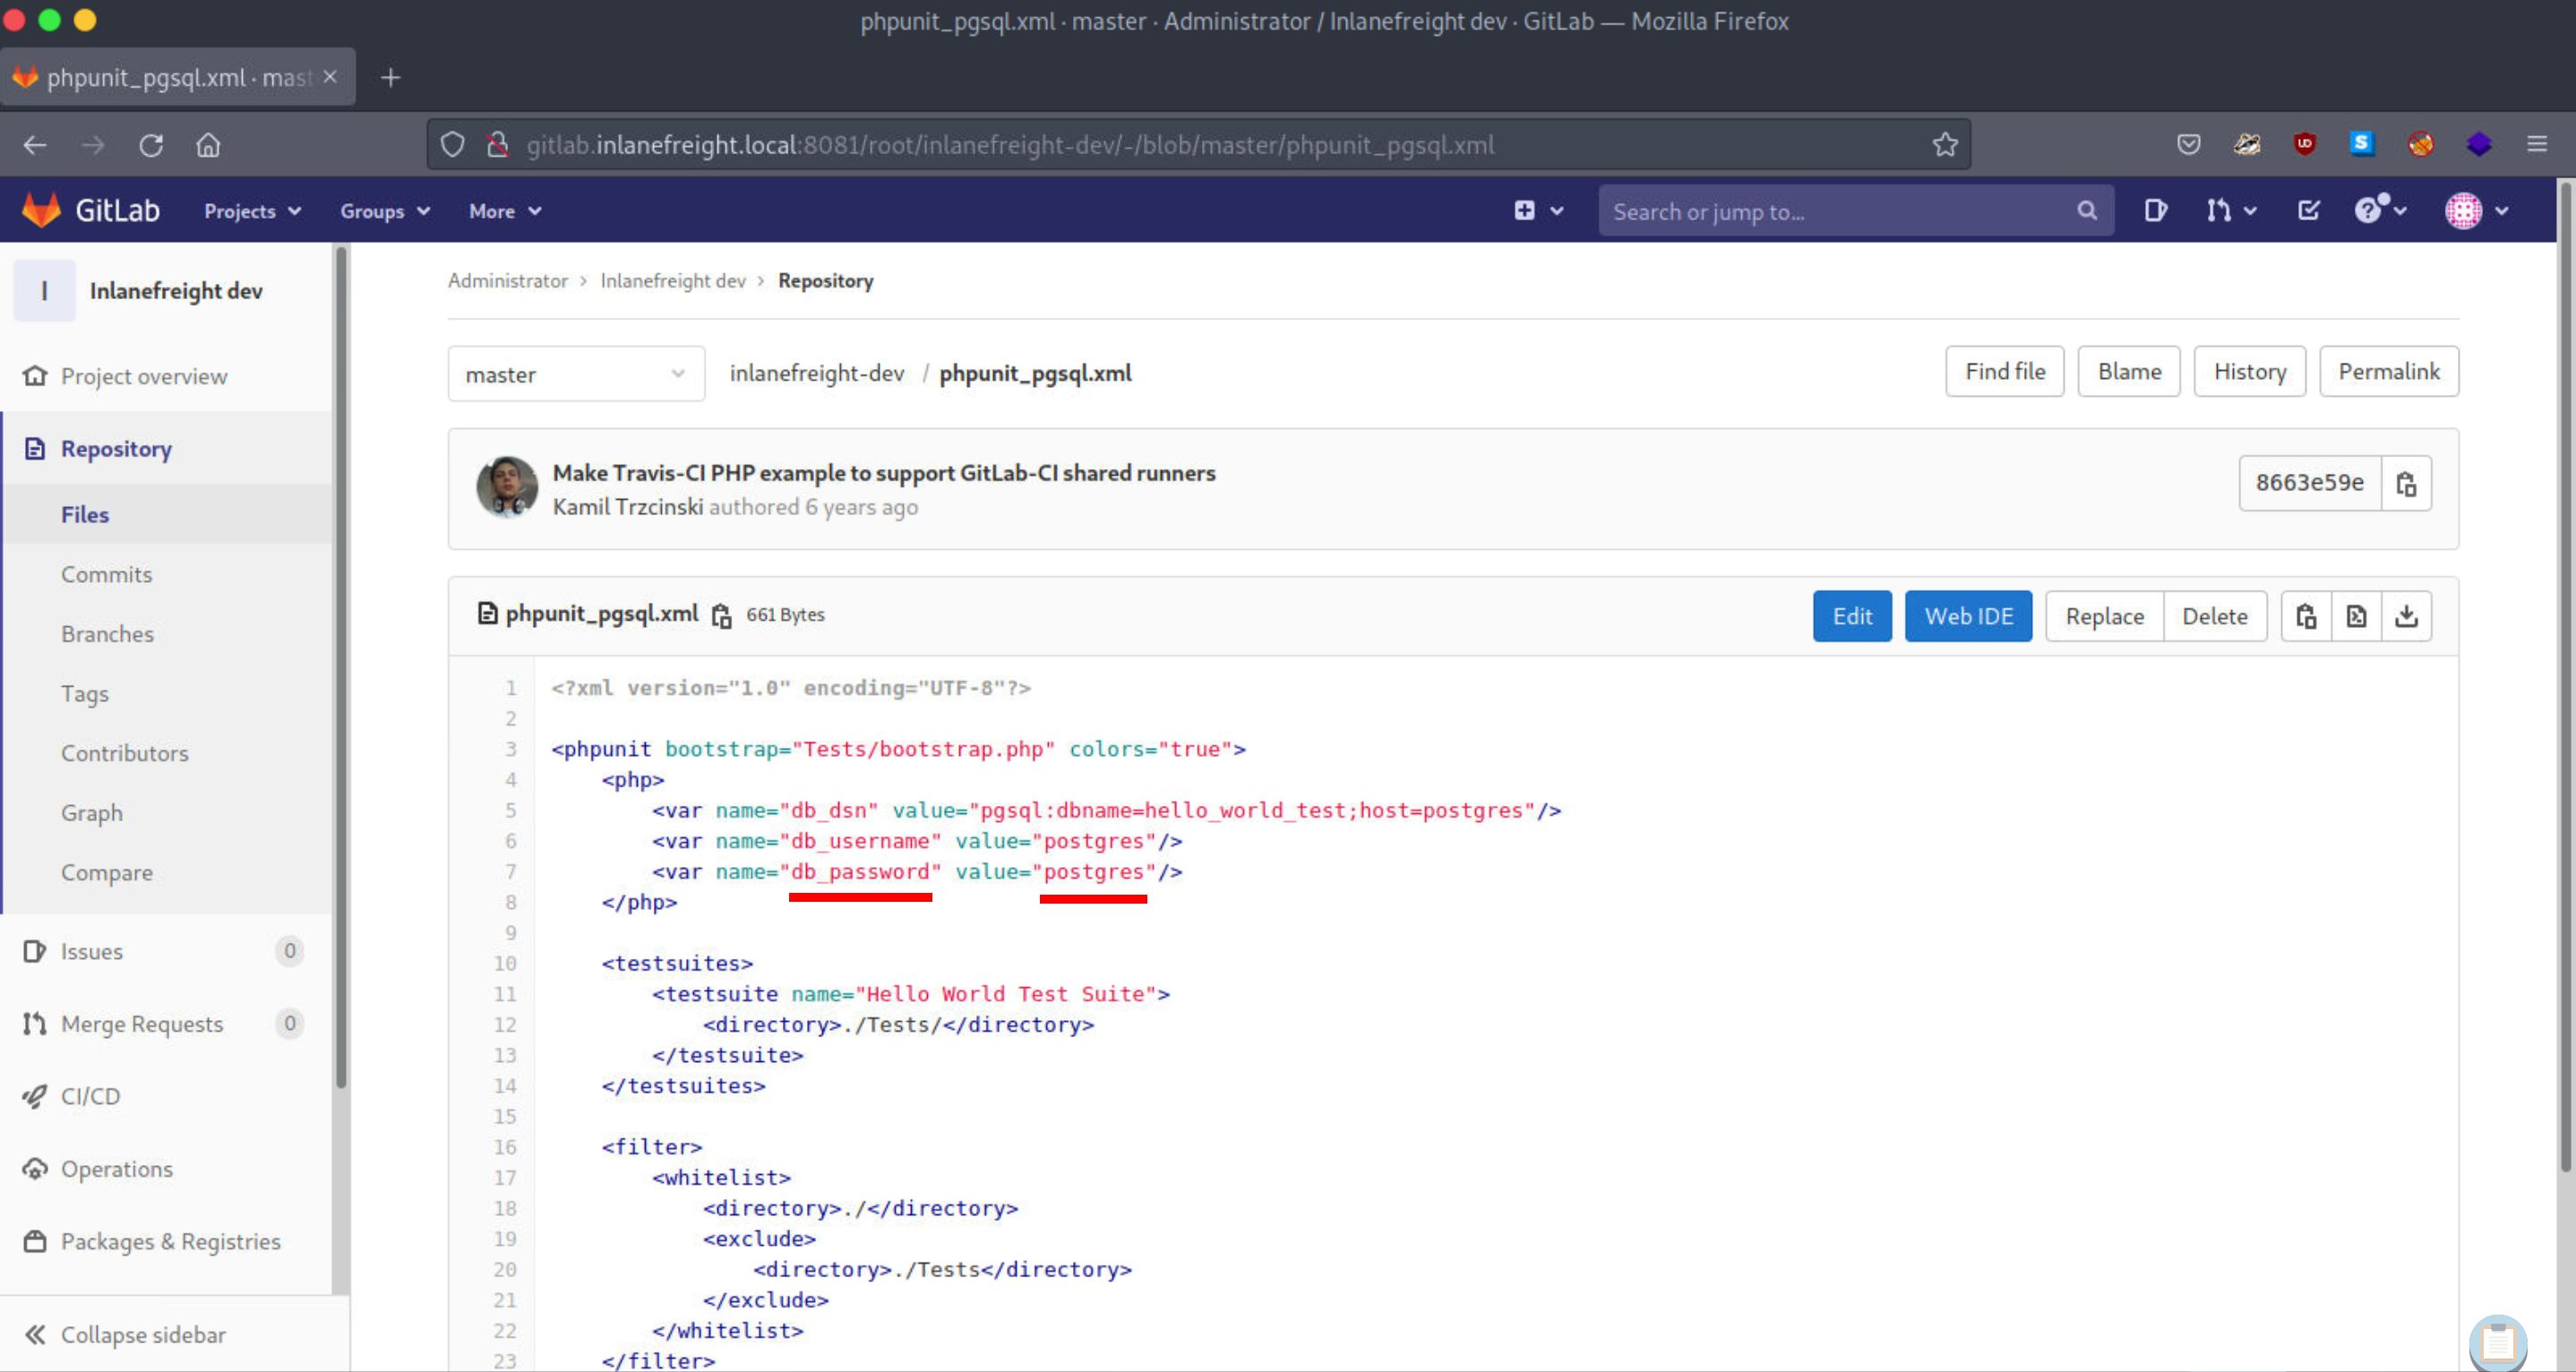 phpunit_pgsql.xml · master · Administrator / Inlanefreight dev · GitLab — Mozilla Firefox
phpunit_pgsql.xml · mast
gitlab.inlanefreight.local:8081/root/inlanefreight-dev/-/blob/master/phpunit_pgsql.xml
GitLab Projects Groups More Search or jump to...
I Inlanefreight dev
Project overview
Repository
Files
Commits
Branches
Tags
Contributors
Graph
Compare
Issues 0
Merge Requests 0
CI/CD
Operations
Packages & Registries
Collapse sidebar
Administrator > Inlanefreight dev > Repository
master inlanefreight-dev / phpunit_pgsql.xml Find file Blame History Permalink
Make Travis-CI PHP example to support GitLab-CI shared runners
Kamil Trzcinski authored 6 years ago
8663e59e
phpunit_pgsql.xml 661 Bytes Edit Web IDE Replace Delete
1 <?xml version="1.0" encoding="UTF-8"?>
2
3 <phpunit bootstrap="Tests/bootstrap.php" colors="true">
4     <php>
5         <var name="db_dsn" value="pgsql:dbname=hello_world_test;host=postgres"/>
6         <var name="db_username" value="postgres"/>
7         <var name="db_password" value="postgres"/>
8     </php>
9
10     <testsuites>
11         <testsuite name="Hello World Test Suite">
12             <directory>./Tests/</directory>
13         </testsuite>
14     </testsuites>
15
16     <filter>
17         <whitelist>
18             <directory>./</directory>
19             <exclude>
20                 <directory>./Tests</directory>
21             </exclude>
22         </whitelist>
23     </filter>